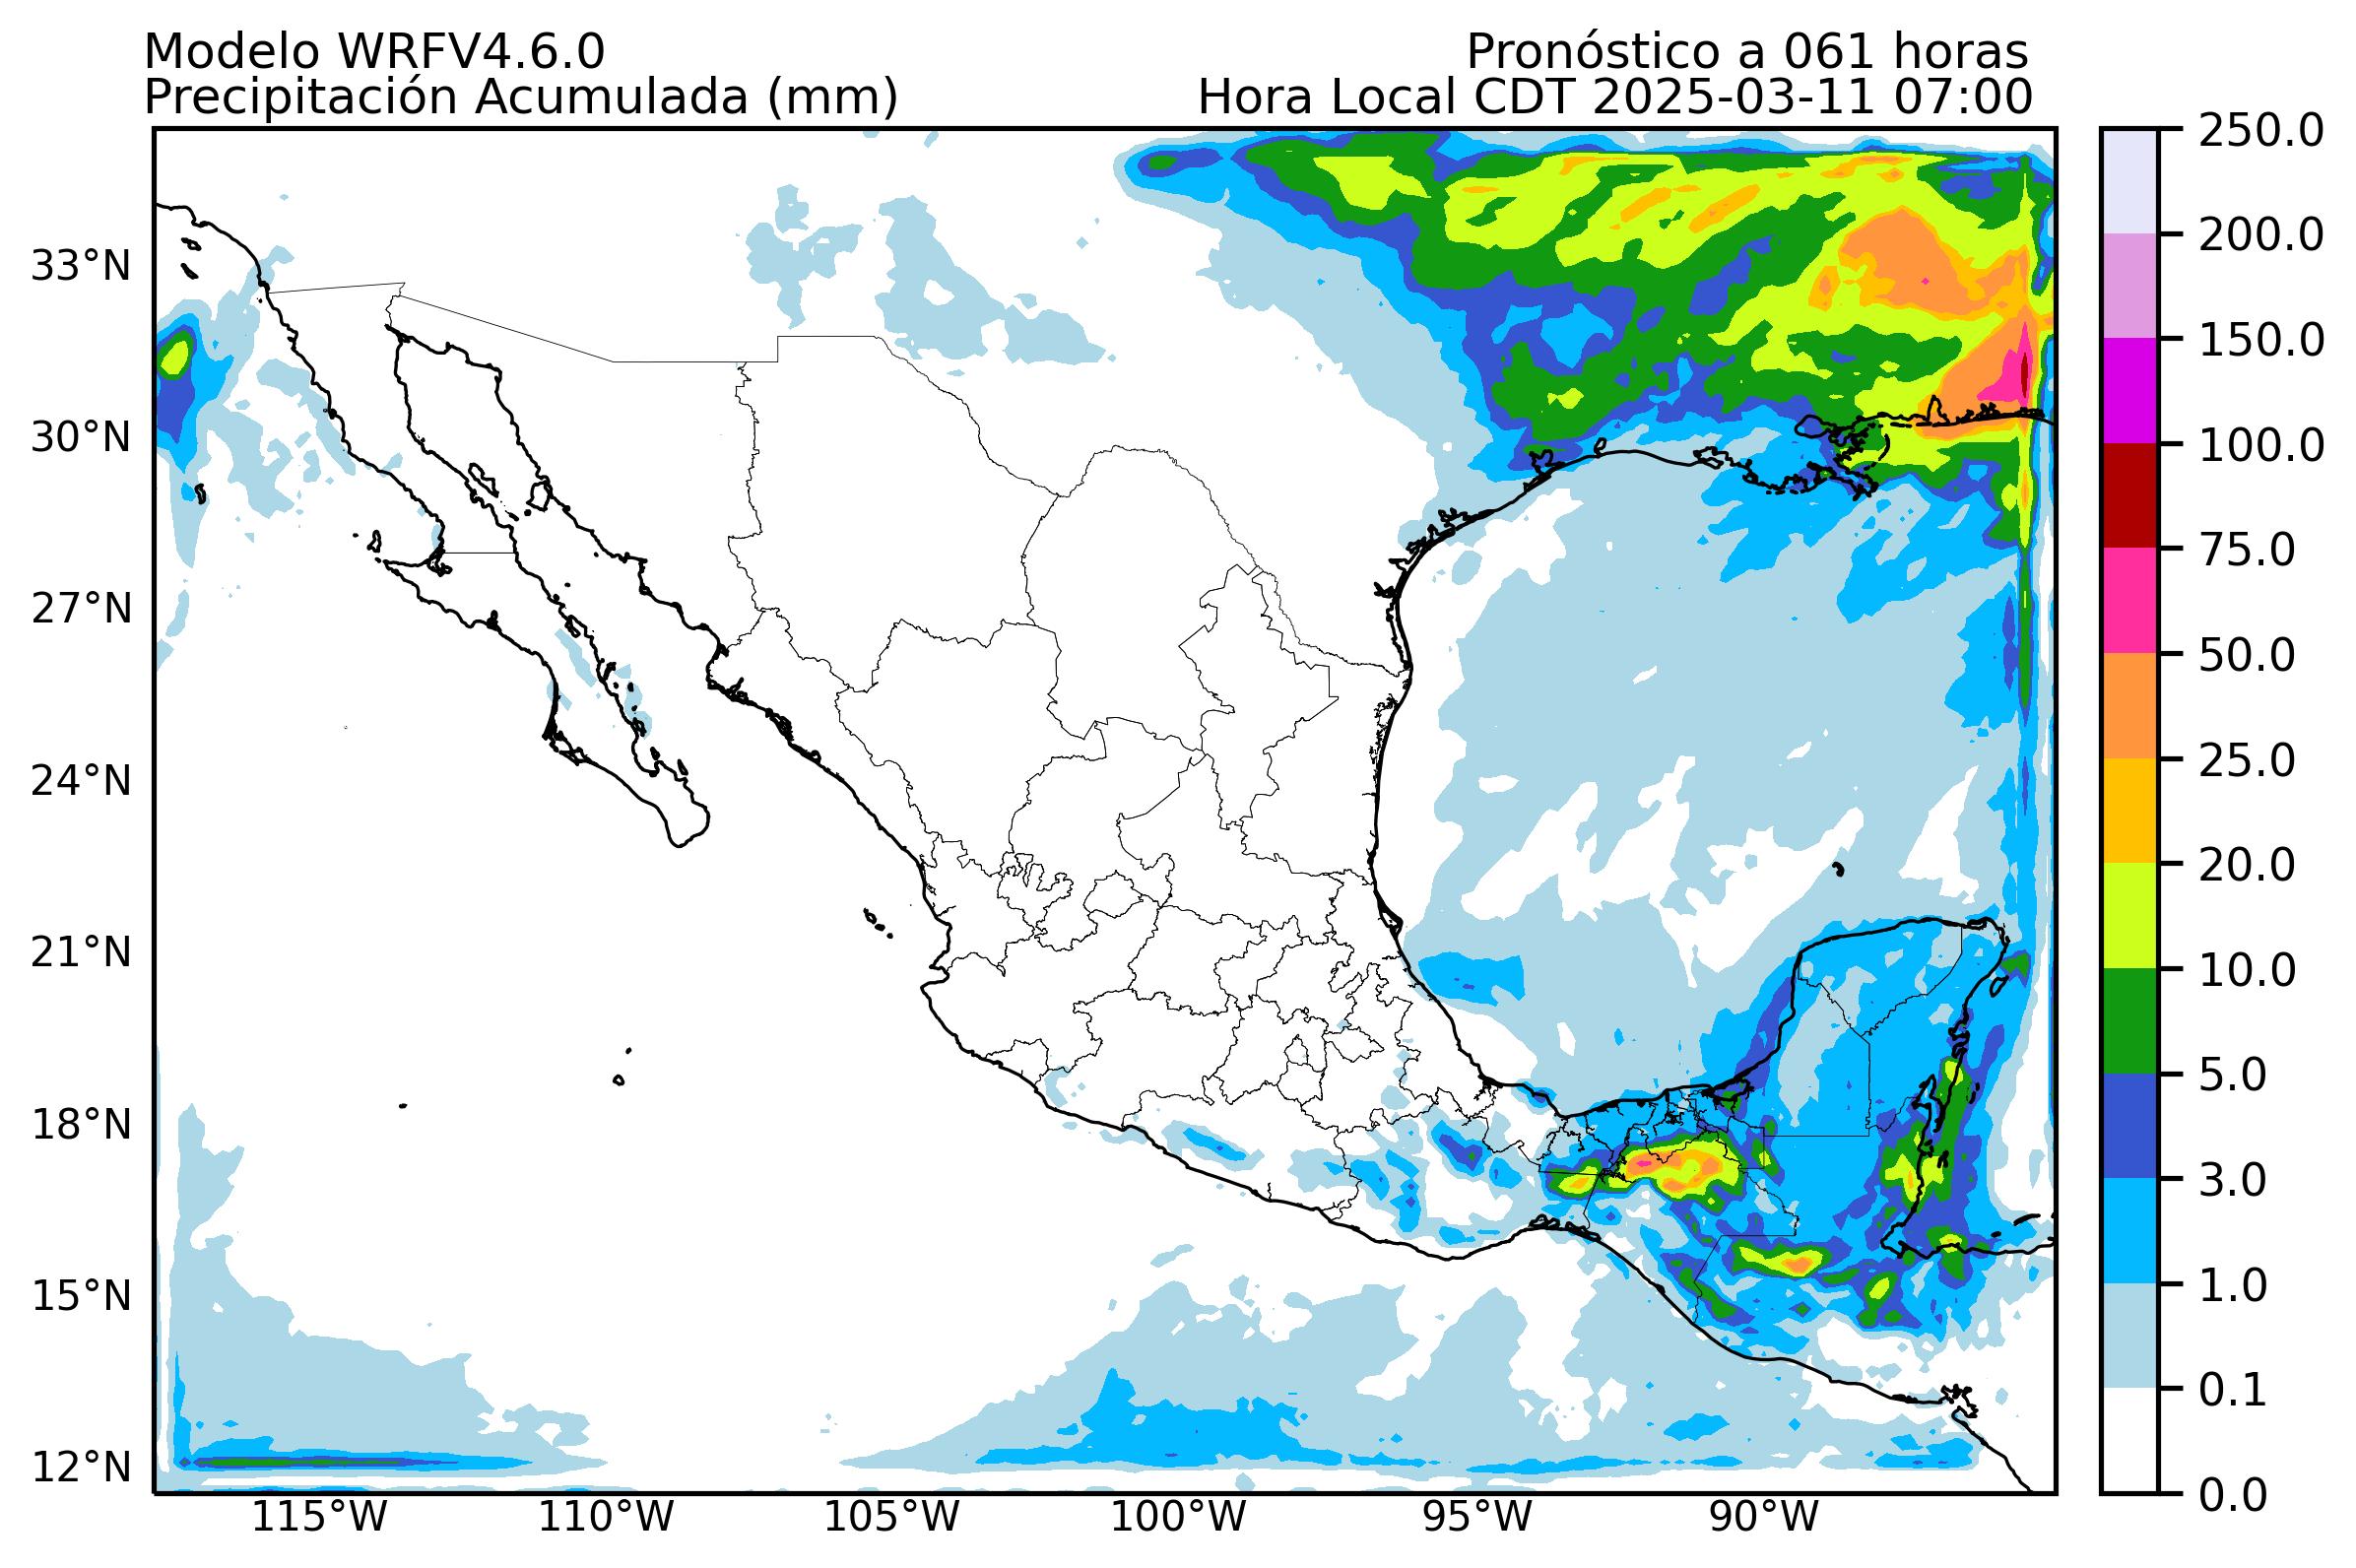 Modelo WRFV4.6.0
Pronóstico a 061 horas
Precipitación Acumulada (mm)
Hora Local CDT 2025-03-11 07:00
33°N
30°N
27°N
24°N
21°N
18°N
15°N
12°N
115°W
110°W
105°W
100°W
95°W
90°W
250.0
200.0
150.0
100.0
75.0
50.0
25.0
20.0
10.0
5.0
3.0
1.0
0.1
0.0